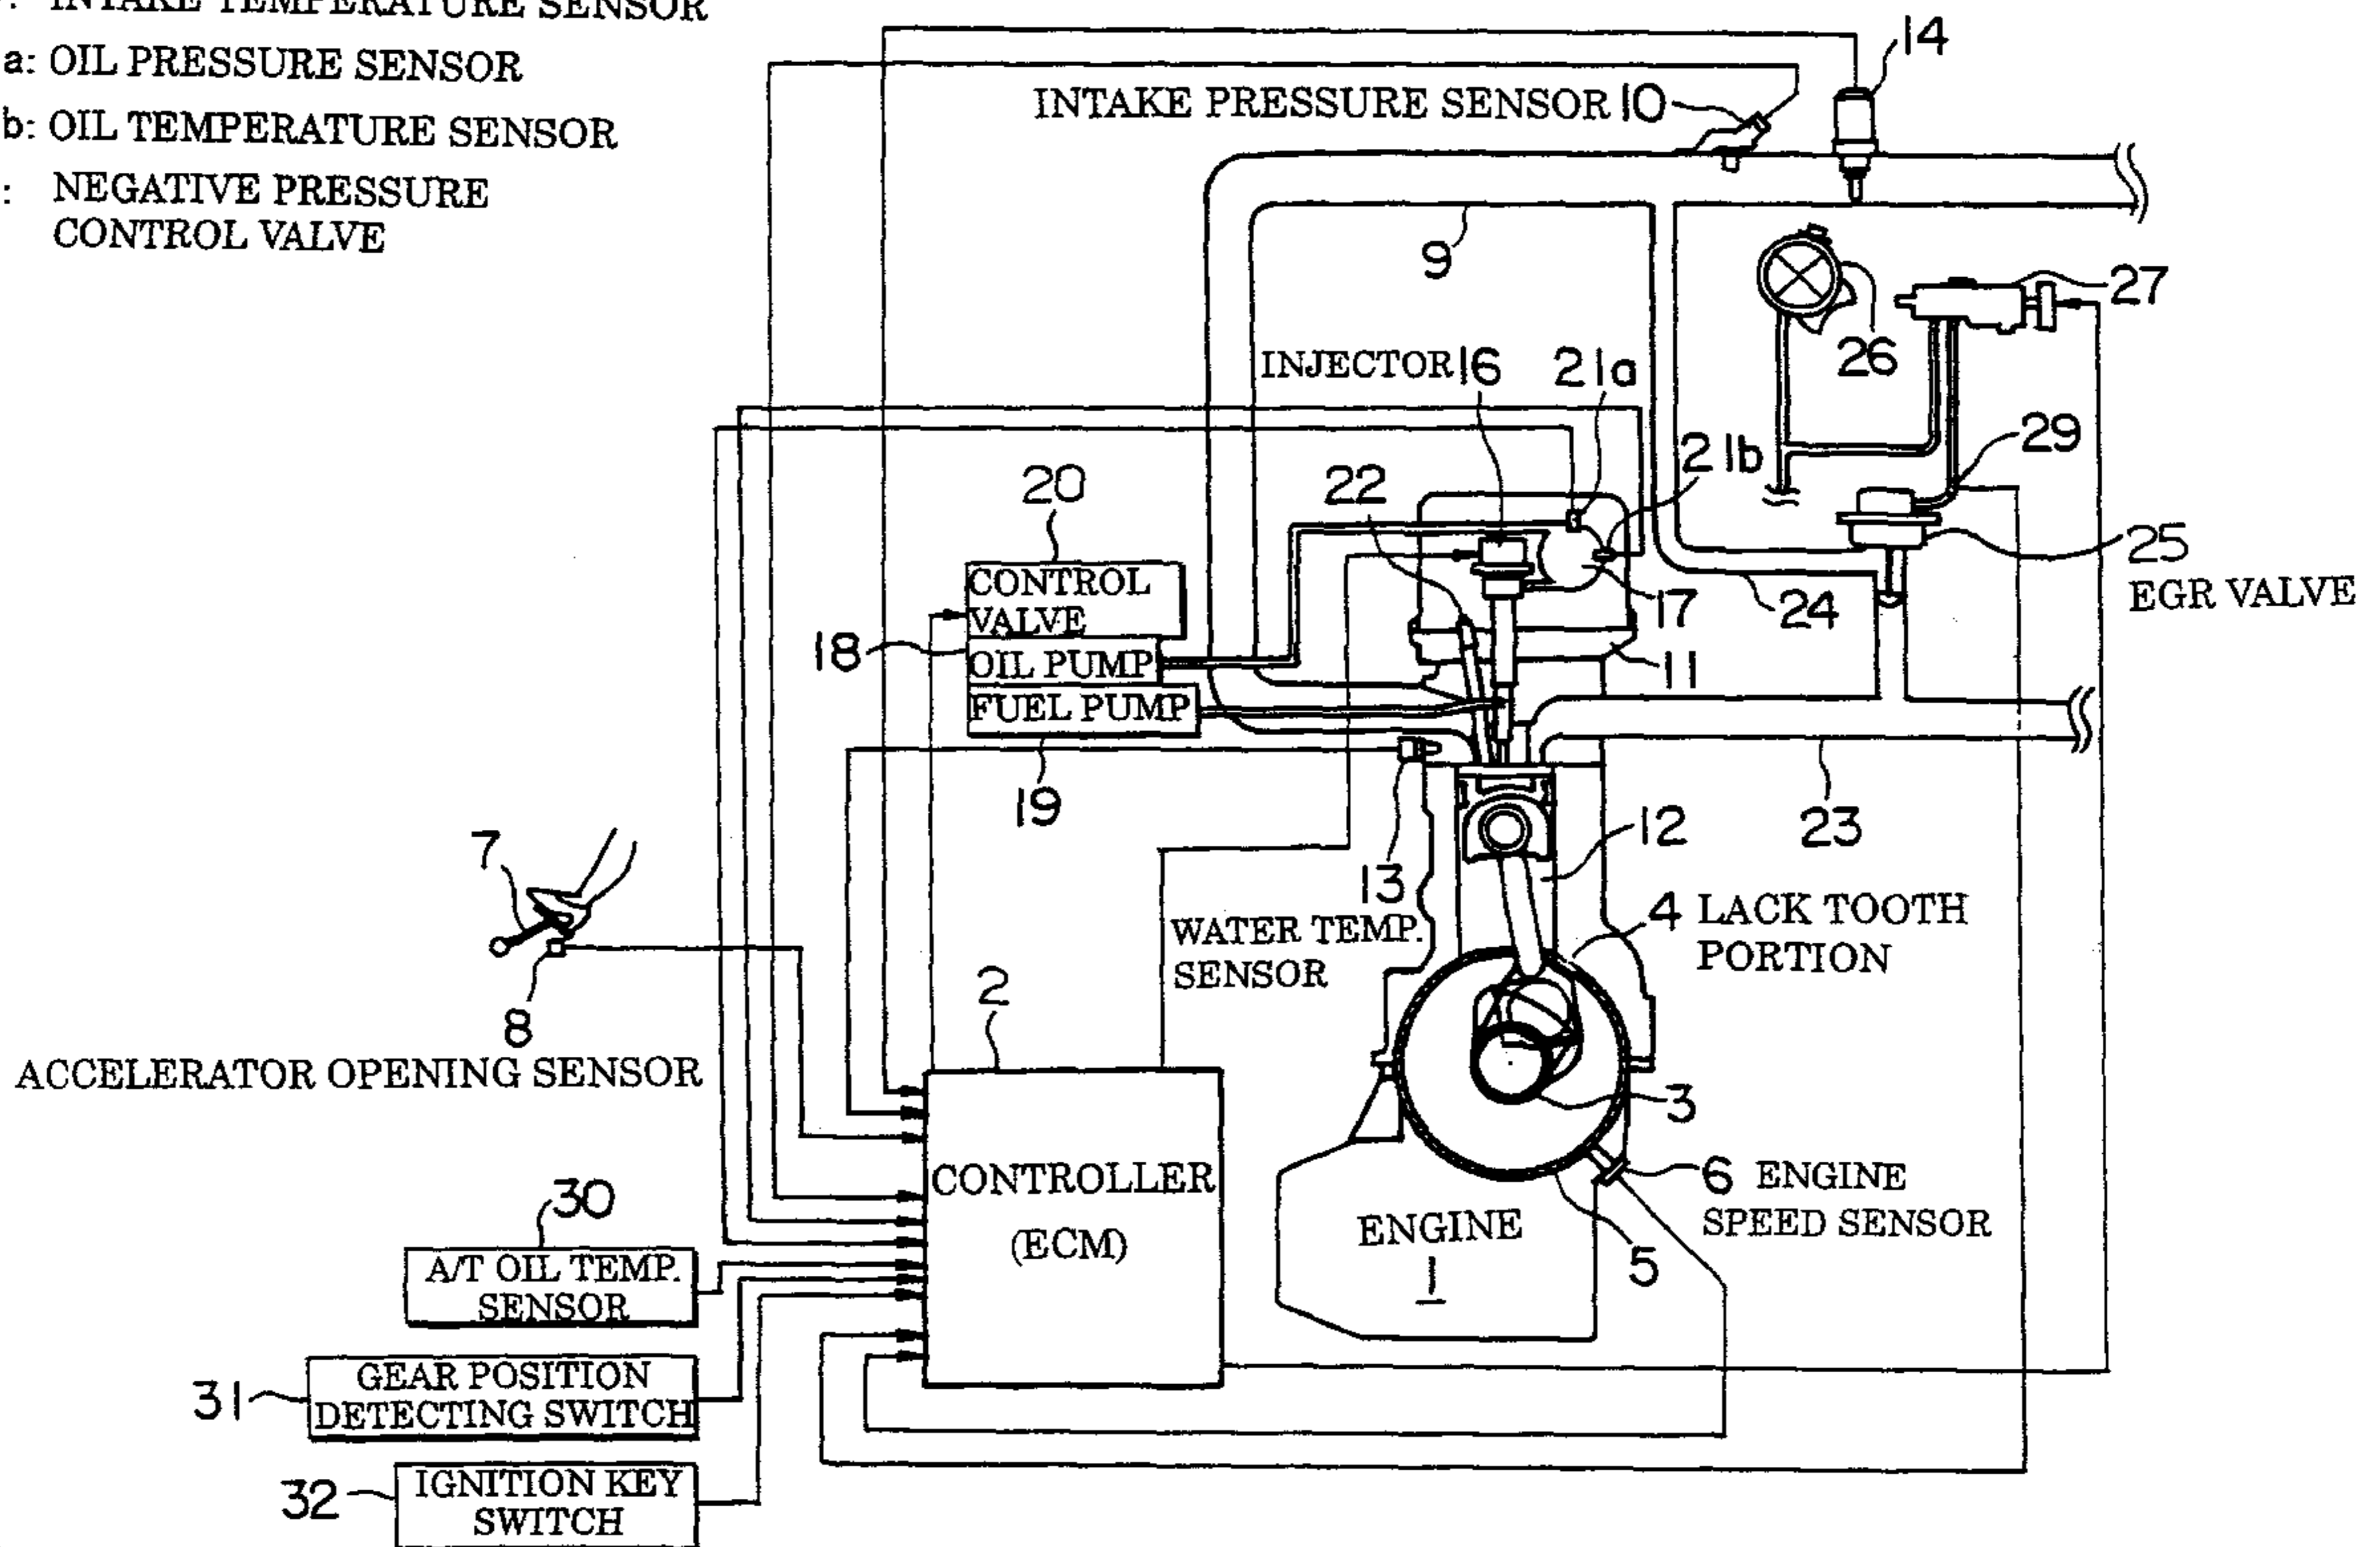 : INTAKE TEMPERATURE SENSOR
a: OIL PRESSURE SENSOR
b: OIL TEMPERATURE SENSOR
: NEGATIVE PRESSURE
CONTROL VALVE
14
INTAKE PRESSURE SENSOR 10
9
27
26
INJECTOR 16
21a
29
21b
20
22
25
EGR VALVE
CONTROL
VALVE
17
24
18
OIL PUMP
11
FUEL PUMP
19
23
12
7
13
WATER TEMP.
SENSOR
4 LACK TOOTH
PORTION
2
8
ACCELERATOR OPENING SENSOR
3
CONTROLLER
(ECM)
6 ENGINE
SPEED SENSOR
ENGINE
1
5
30
A/T OIL TEMP.
SENSOR
31
GEAR POSITION
DETECTING SWITCH
32
IGNITION KEY
SWITCH